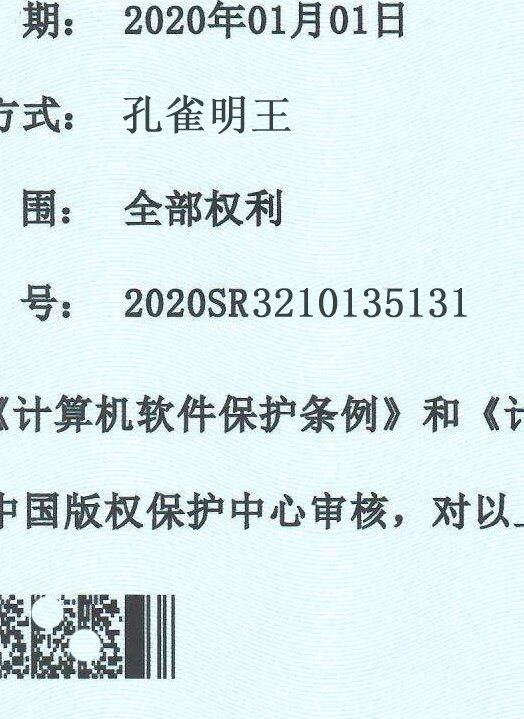 期： 2020年01月01日
方式： 孔雀明王
围： 全部权利
号： 2020SR3210135131
《计算机软件保护条例》和《计
中国版权保护中心审核，对以上